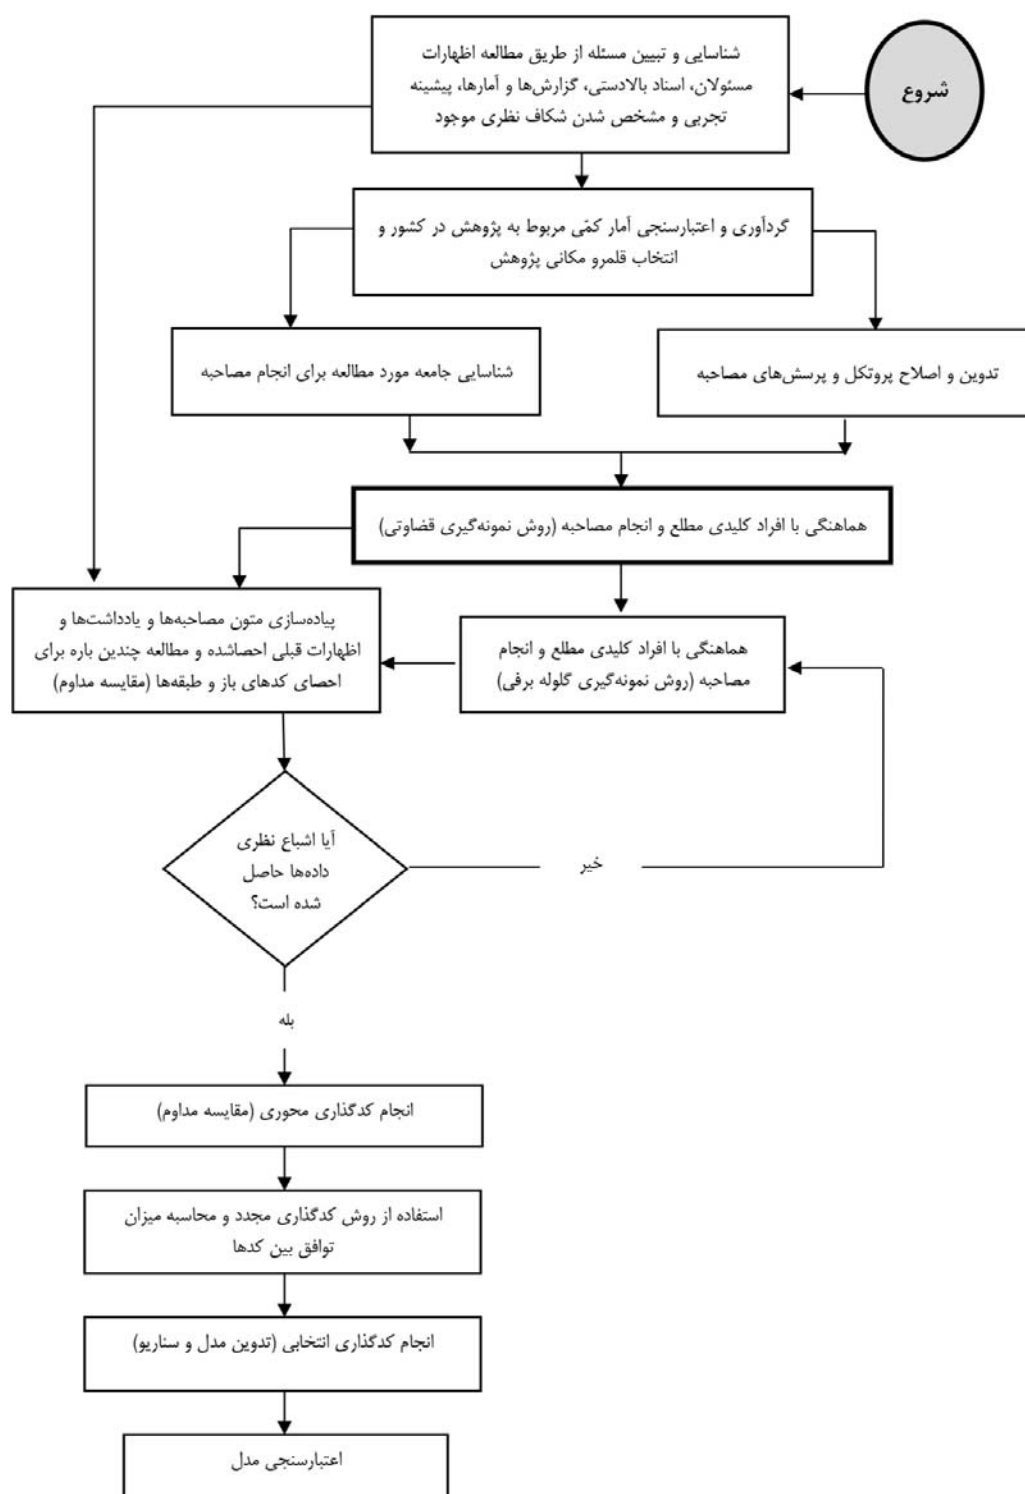 شروع
شناسایی و تبیین مسئله از طریق مطالعه اظهارات
مسئولان، اسناد بالادستی، گزارش‌ها و آمارها، پیشینه
تجربی و مشخص شدن شکاف نظری موجود
گردآوری و اعتبارسنجی آمار کمّی مربوط به پژوهش در کشور و
انتخاب قلمرو مکانی پژوهش
تدوین و اصلاح پروتکل و پرسش‌های مصاحبه
شناسایی جامعه مورد مطالعه برای انجام مصاحبه
هماهنگی با افراد کلیدی مطلع و انجام مصاحبه (روش نمونه‌گیری قضاوتی)
هماهنگی با افراد کلیدی مطلع و انجام
مصاحبه (روش نمونه‌گیری گلوله برفی)
پیاده‌سازی متون مصاحبه‌ها و یادداشت‌ها و
اظهارات قبلی احصاشده و مطالعه چندین باره برای
احصای کدهای باز و طبقه‌ها (مقایسه مداوم)
آیا اشباع نظری
داده‌ها حاصل
شده است؟
خیر
بله
انجام کدگذاری محوری (مقایسه مداوم)
استفاده از روش کدگذاری مجدد و محاسبه میزان
توافق بین کدها
انجام کدگذاری انتخابی (تدوین مدل و سناریو)
اعتبارسنجی مدل